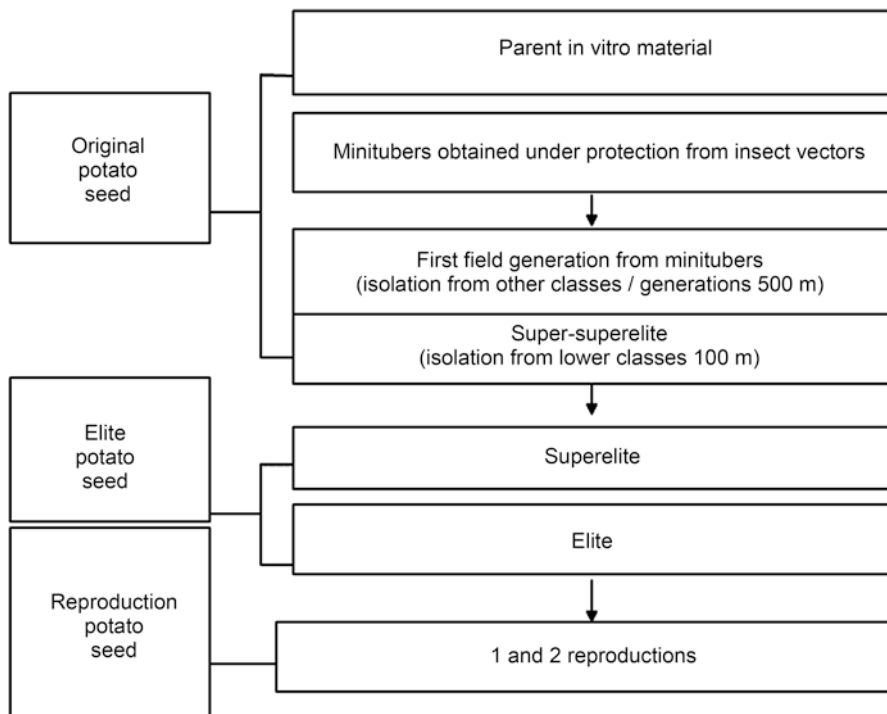 Parent in vitro material
Original
potato
seed
Minitubers obtained under protection from insect vectors
First field generation from minitubers
(isolation from other classes / generations 500 m)
Super-superelite
(isolation from lower classes 100 m)
Elite
potato
seed
Superelite
Elite
Reproduction
potato
seed
1 and 2 reproductions